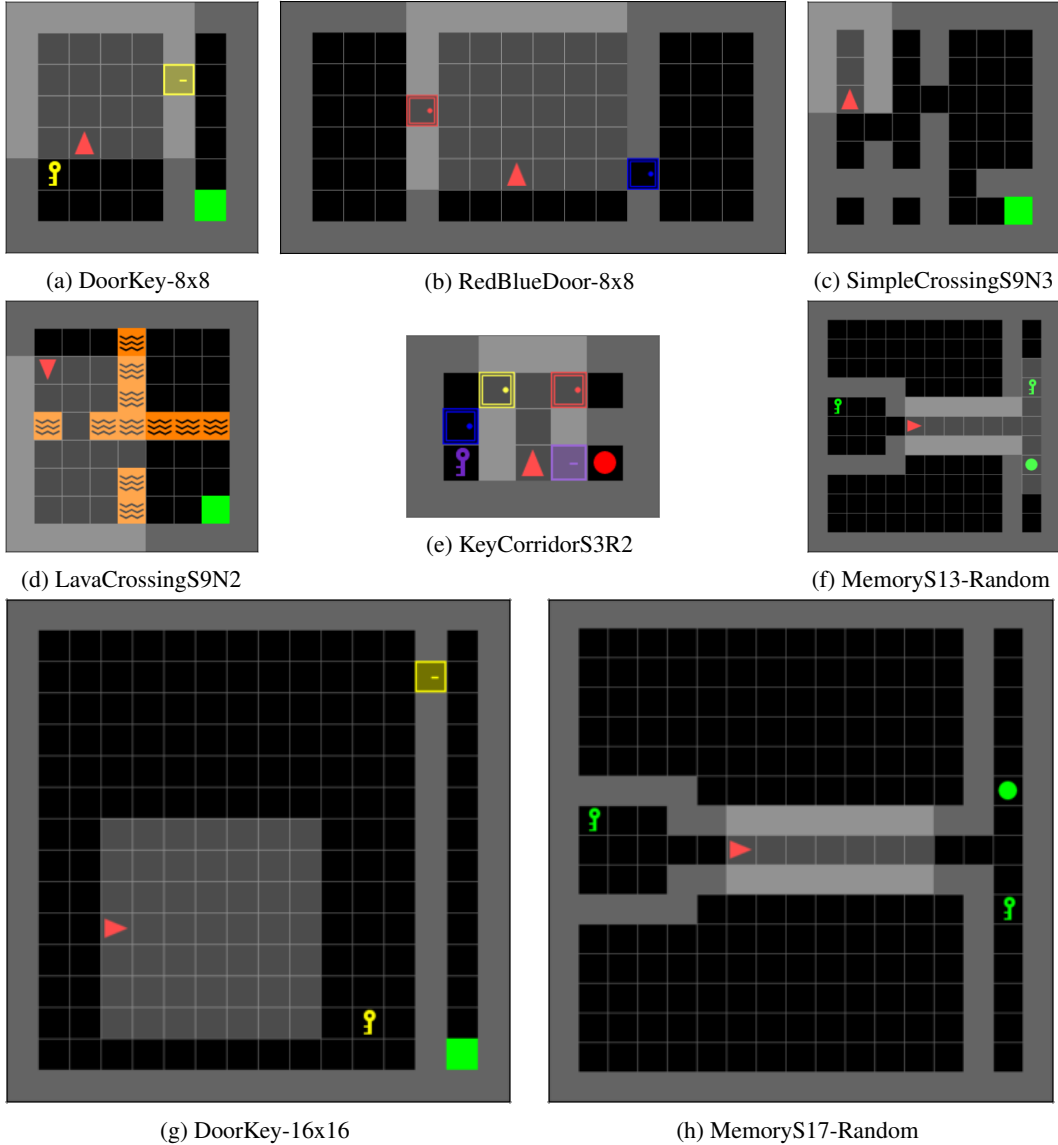 (a) DoorKey-8x8
(b) RedBlueDoor-8x8
(c) SimpleCrossingS9N3
(d) LavaCrossingS9N2
(e) KeyCorridorS3R2
(f) MemoryS13-Random
(g) DoorKey-16x16
(h) MemoryS17-Random